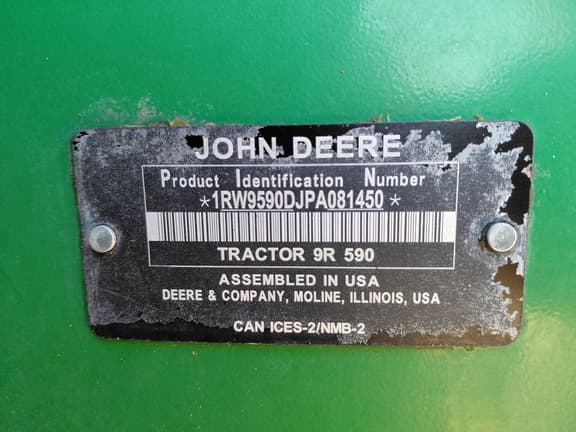 JOHN DEERE
Product Identification Number
*1RW9590DJPA081450*
TRACTOR 9R 590
ASSEMBLED IN USA
DEERE & COMPANY, MOLINE, ILLINOIS, USA
CAN ICES-2/NMB-2